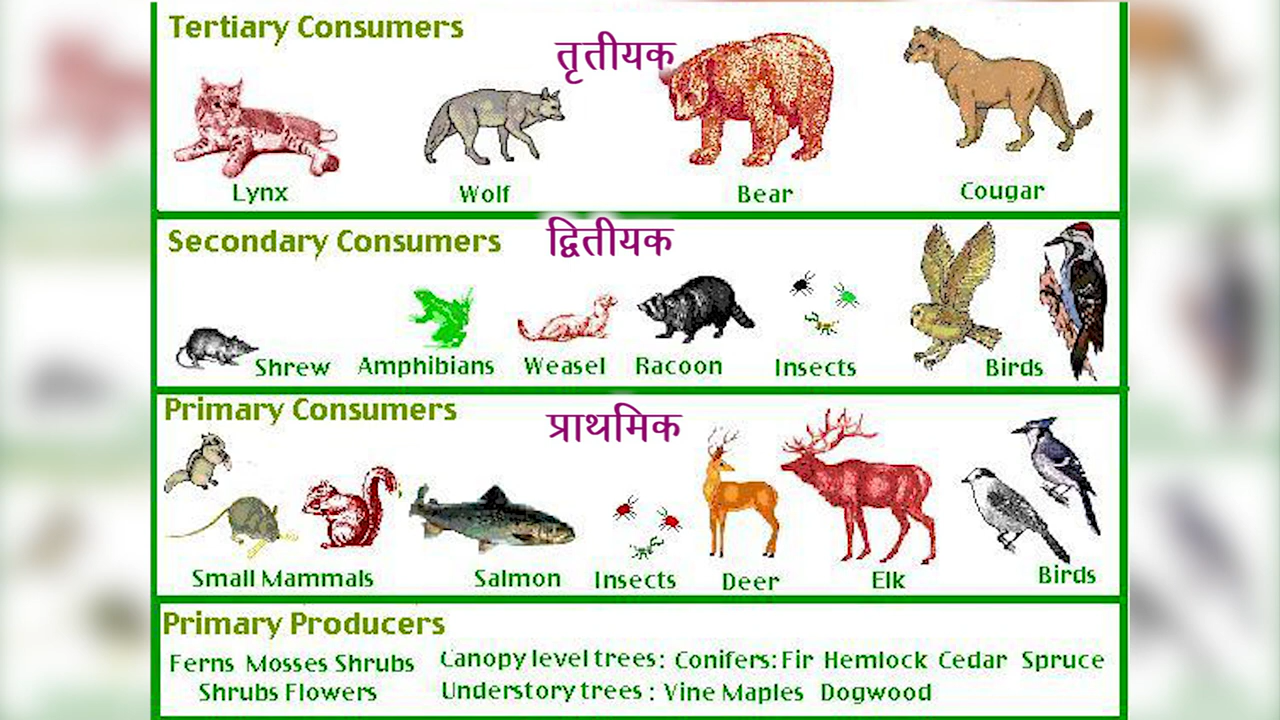 Tertiary Consumers
तृतीयक
Lynx Wolf Bear Cougar
Secondary Consumers
द्वितीयक
Shrew Amphibians Weasel Racoon Insects Birds
Primary Consumers
प्राथमिक
Small Mammals Salmon Insects Deer Elk Birds
Primary Producers
Ferns Mosses Shrubs Canopy level trees: Conifers: Fir Hemlock Cedar Spruce
Shrubs Flowers Understory trees: Vine Maples Dogwood